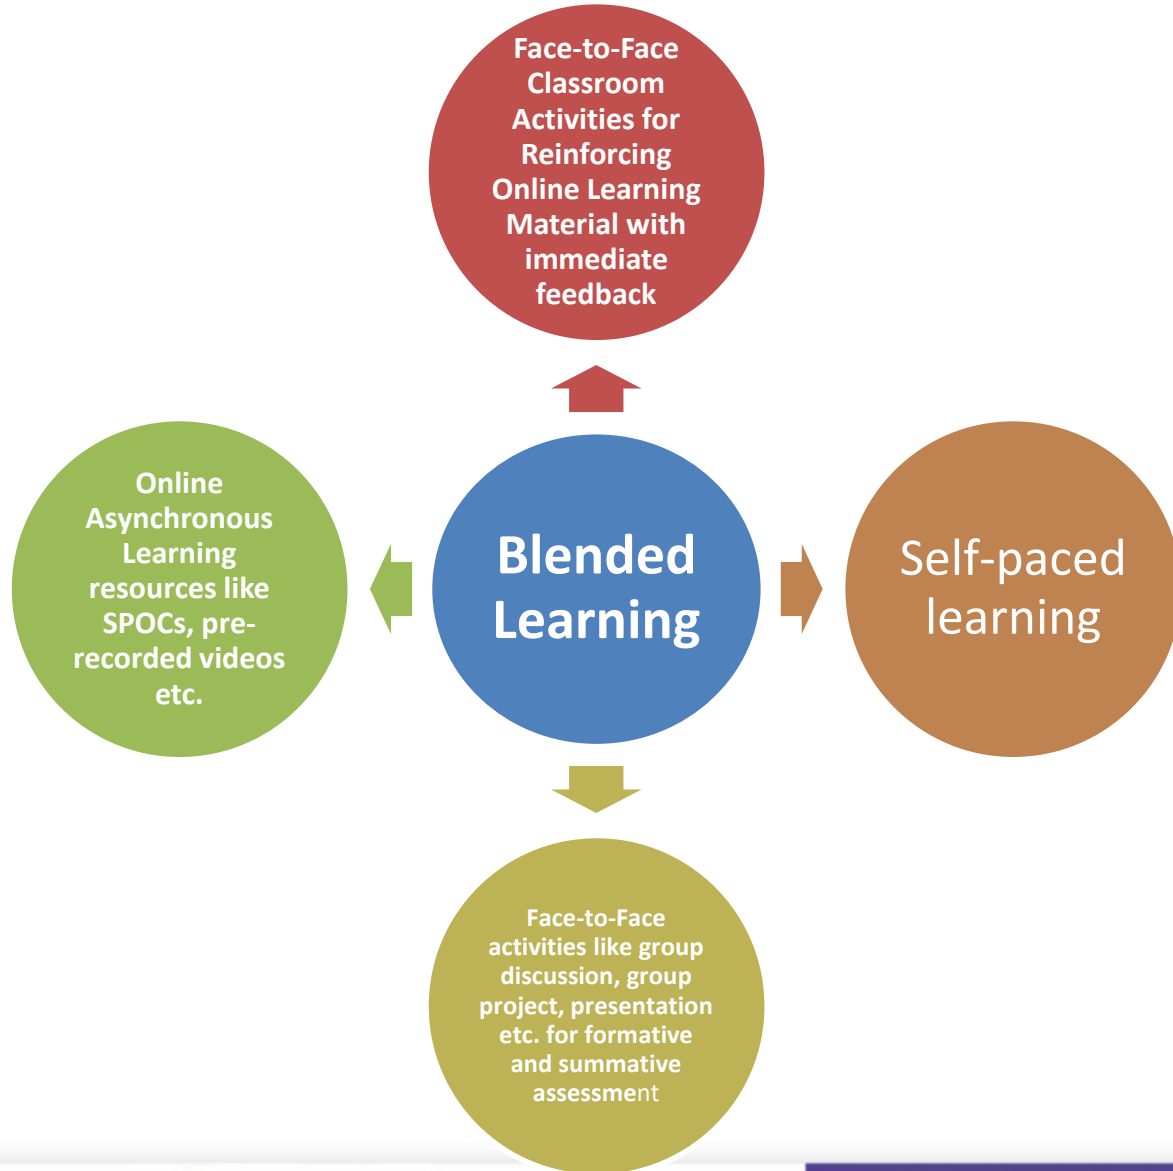 Face-to-Face
Classroom
Activities for
Reinforcing
Online Learning
Material with
immediate
feedback
Online
Asynchronous
Learning
resources like
SPOCs, pre-
recorded videos
etc.
Blended
Learning
Self-paced
learning
Face-to-Face
activities like group
discussion, group
project, presentation
etc. for formative
and summative
assessment